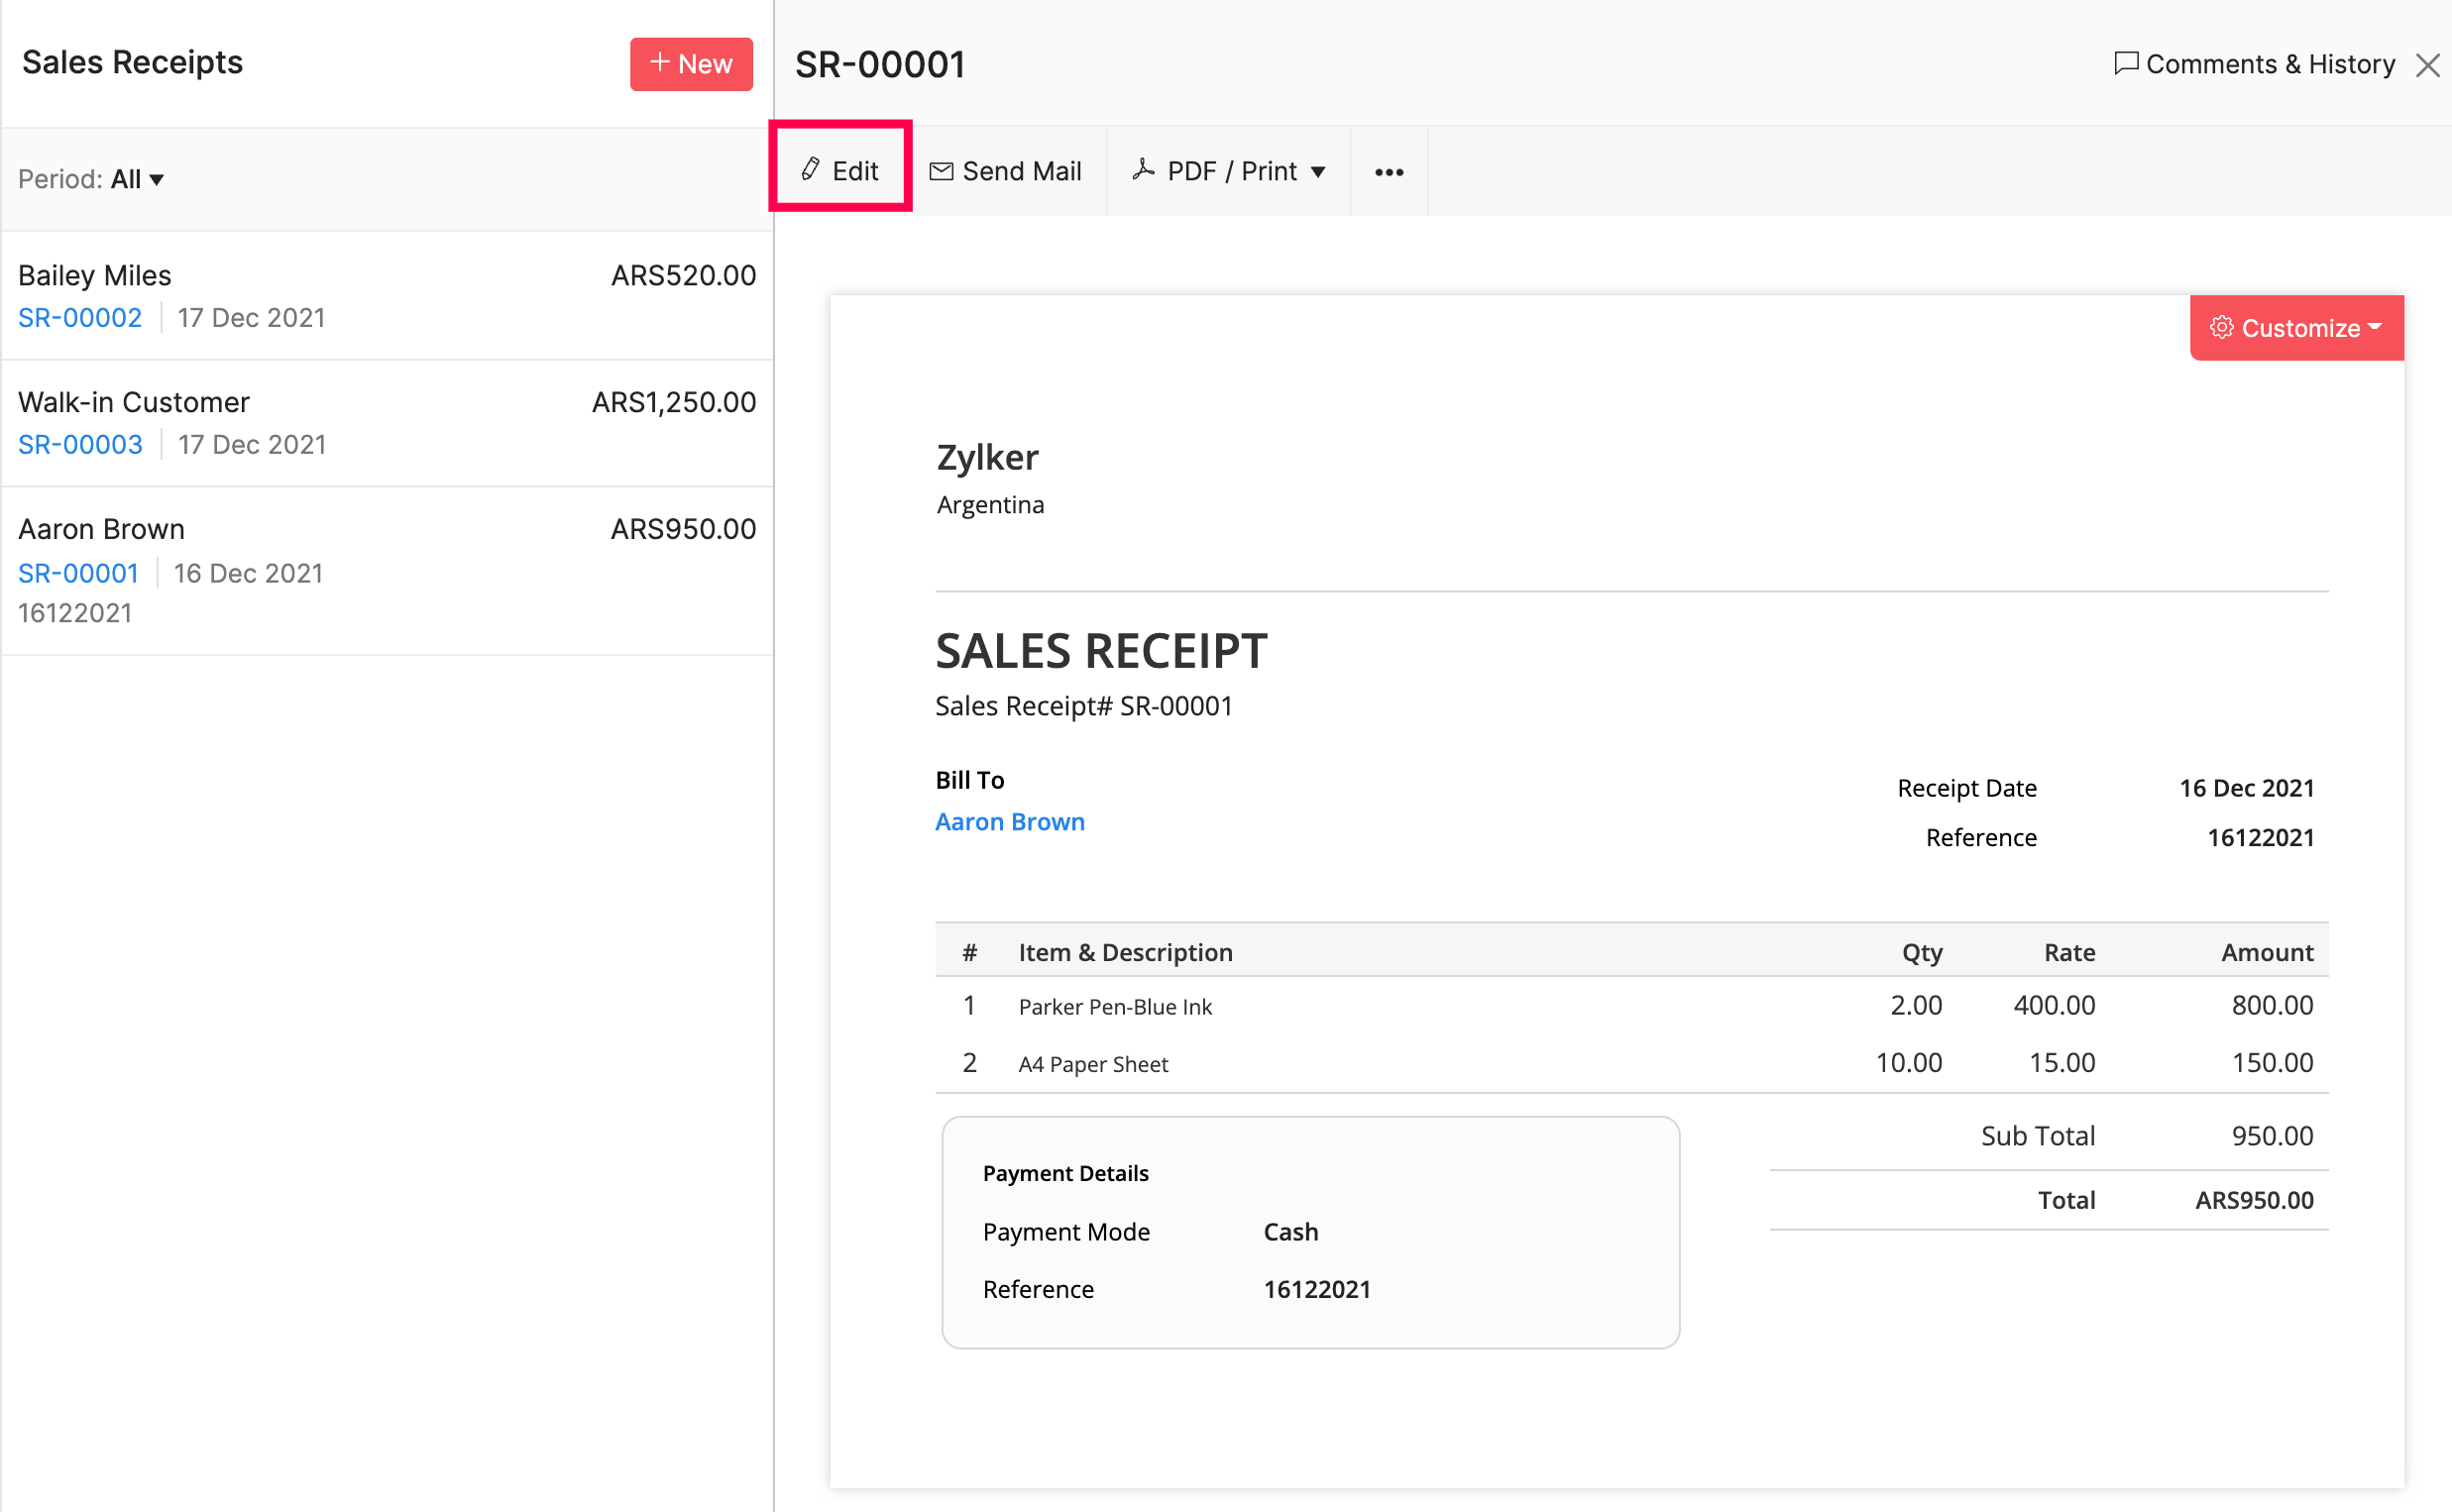 Sales Receipts
+ New
Period: All
Bailey Miles ARS520.00
SR-00002 17 Dec 2021
Walk-in Customer ARS1,250.00
SR-00003 17 Dec 2021
Aaron Brown ARS950.00
SR-00001 16 Dec 2021
16122021
SR-00001 Comments & History
Edit Send Mail PDF / Print •••
Customize
Zylker
Argentina
SALES RECEIPT
Sales Receipt# SR-00001
Bill To
Aaron Brown
Receipt Date 16 Dec 2021
Reference 16122021
# Item & Description Qty Rate Amount
1 Parker Pen-Blue Ink 2.00 400.00 800.00
2 A4 Paper Sheet 10.00 15.00 150.00
Sub Total 950.00
Total ARS950.00
Payment Details
Payment Mode Cash
Reference 16122021